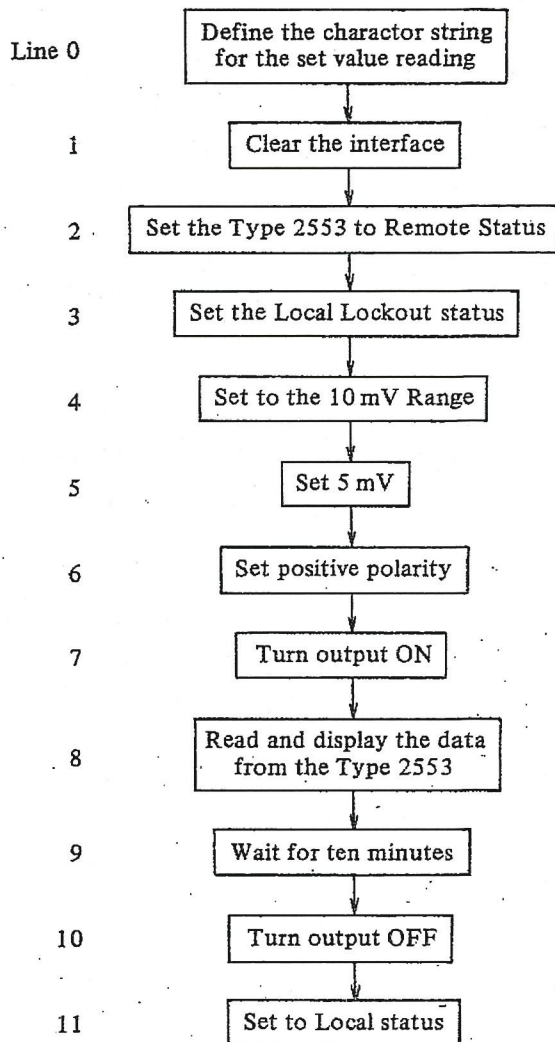 Line 0
Define the charactor string
for the set value reading
1
Clear the interface
2
Set the Type 2553 to Remote Status
3
Set the Local Lockout status
4
Set to the 10 mV Range
5
Set 5 mV
6
Set positive polarity
7
Turn output ON
8
Read and display the data
from the Type 2553
9
Wait for ten minutes
10
Turn output OFF
11
Set to Local status